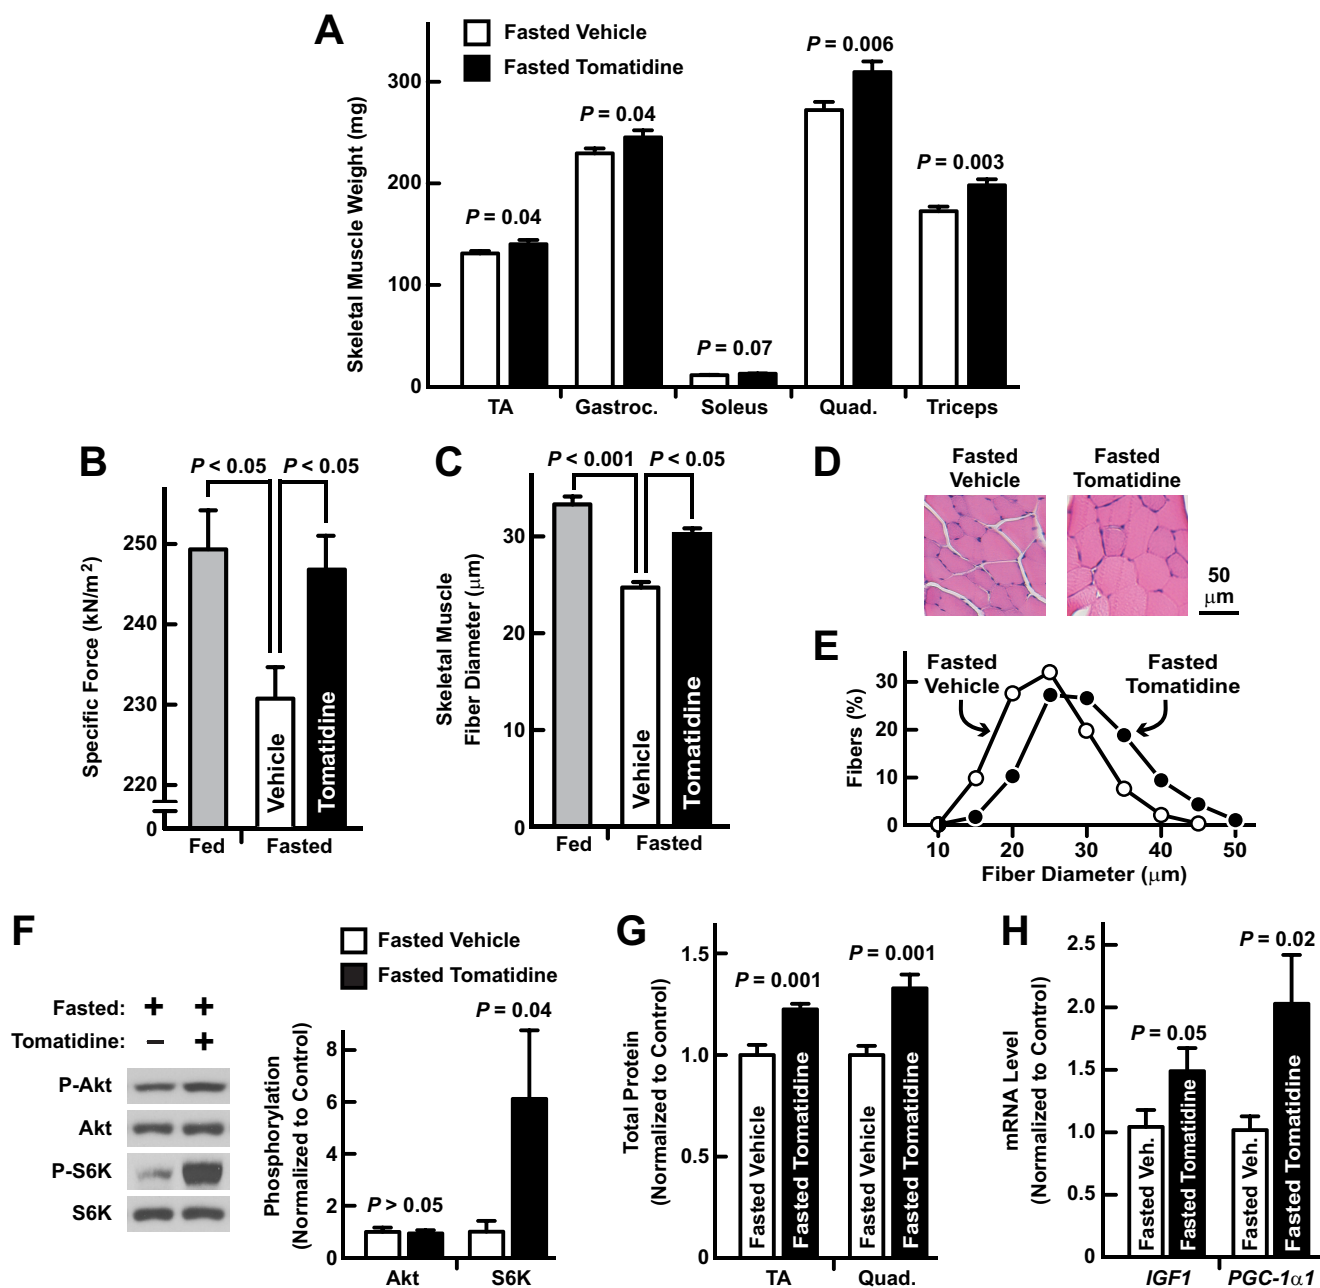 A
Fasted Vehicle
Fasted Tomatidine
Skeletal Muscle Weight (mg)
300
200
100
0
P = 0.04
P = 0.04
P = 0.07
P = 0.006
P = 0.003
TA
Gastroc.
Soleus
Quad.
Triceps
B
P < 0.05
P < 0.05
Specific Force (kN/m²)
250
240
230
220
0
Vehicle
Tomatidine
Fed
Fasted
C
P < 0.001
P < 0.05
Skeletal Muscle
Fiber Diameter (μm)
30
20
10
0
Vehicle
Tomatidine
Fed
Fasted
D
Fasted
Vehicle
Fasted
Tomatidine
50
μm
E
Fasted
Vehicle
Fasted
Tomatidine
Fibers (%)
30
20
10
0
10
20
30
40
50
Fiber Diameter (μm)
F
Fasted: + +
Tomatidine: – +
P-Akt
Akt
P-S6K
S6K
Fasted Vehicle
Fasted Tomatidine
Phosphorylation
(Normalized to Control)
8
6
4
2
0
P > 0.05
P = 0.04
Akt
S6K
G
Total Protein
(Normalized to Control)
1.5
1.0
0.5
0
P = 0.001
P = 0.001
Fasted Vehicle
Fasted Tomatidine
Fasted Vehicle
Fasted Tomatidine
TA
Quad.
H
mRNA Level
(Normalized to Control)
2.5
2.0
1.5
1.0
0.5
0
P = 0.05
P = 0.02
Fasted Veh.
Fasted Tomatidine
Fasted Veh.
Fasted Tomatidine
IGF1
PGC-1α1